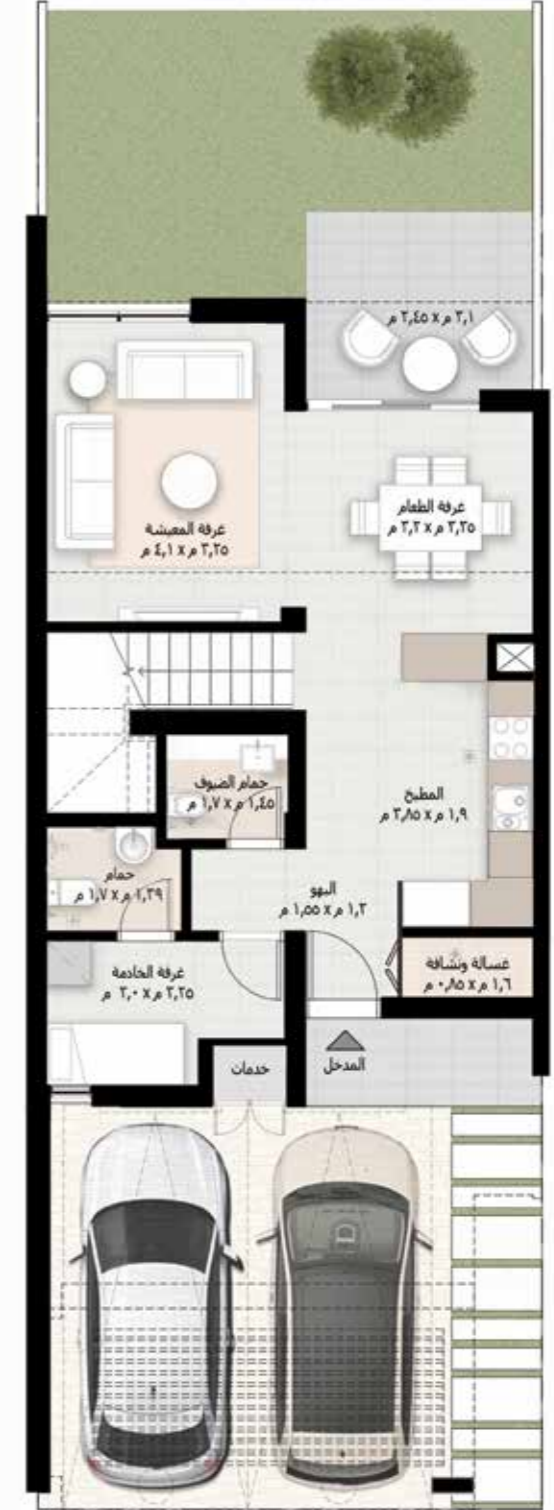 ٣,١ م x ٢,٤٥ م
غرفة المعيشة
٣,٢٥ م x ٤,١ م
غرفة الطعام
٣,٢٥ م x ٣,٢ م
حمام الضيوف
١,٤٥ م x ١,٧ م
المطبخ
١,٩ م x ٣,٨٥ م
حمام
١,٣٩ م x ١,٧ م
البهو
١,٢ م x ١,٥٥ م
غرفة الخادمة
٣,٢٥ م x ٢,٠ م
غسالة ونشافة
١,٦ م x ٠,٨٥ م
خدمات
المدخل